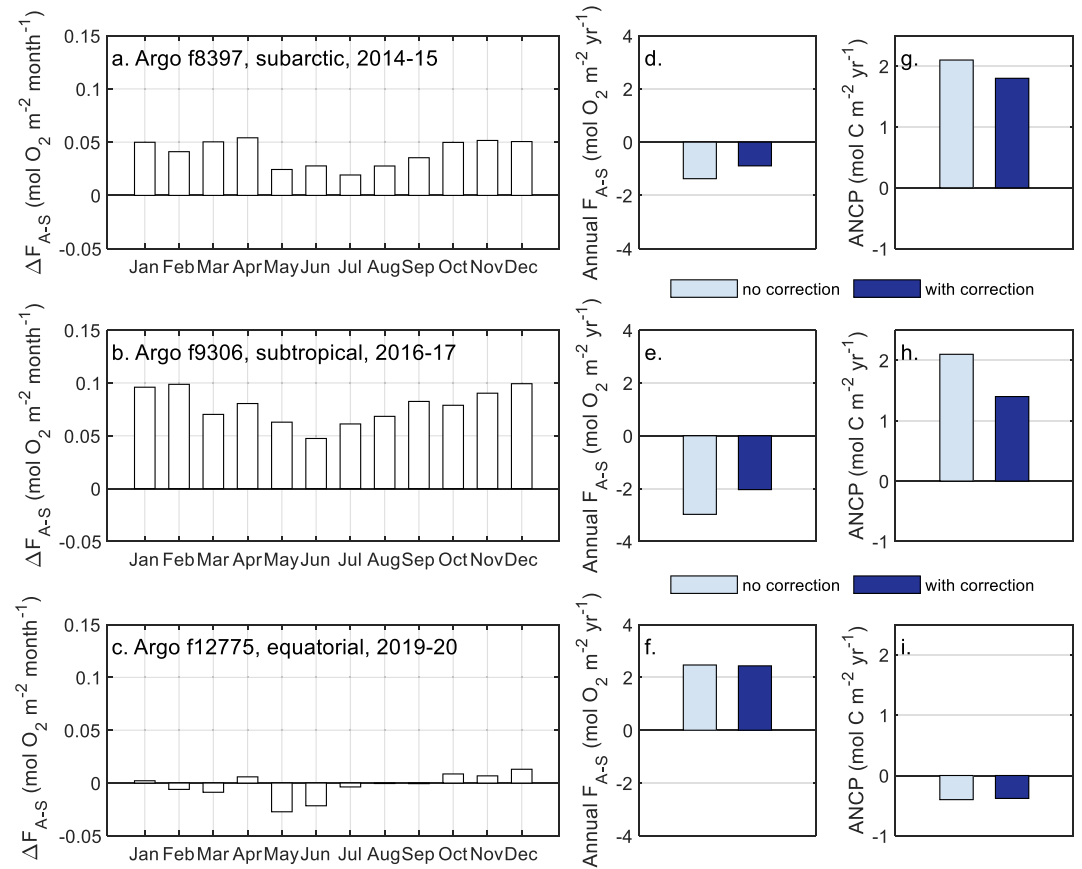 a. Argo f8397, subarctic, 2014-15
ΔF_A-S (mol O₂ m⁻² month⁻¹)
0.15
0.1
0.05
0
-0.05
Jan Feb Mar Apr May Jun Jul Aug Sep Oct Nov Dec
d.
Annual F_A-S (mol O₂ m⁻² yr⁻¹)
4
2
0
-2
-4
g.
ANCP (mol C m⁻² yr⁻¹)
2
1
0
-1
no correction with correction
b. Argo f9306, subtropical, 2016-17
ΔF_A-S (mol O₂ m⁻² month⁻¹)
0.15
0.1
0.05
0
-0.05
Jan Feb Mar Apr May Jun Jul Aug Sep Oct Nov Dec
e.
Annual F_A-S (mol O₂ m⁻² yr⁻¹)
4
2
0
-2
-4
h.
ANCP (mol C m⁻² yr⁻¹)
2
1
0
-1
no correction with correction
c. Argo f12775, equatorial, 2019-20
ΔF_A-S (mol O₂ m⁻² month⁻¹)
0.15
0.1
0.05
0
-0.05
Jan Feb Mar Apr May Jun Jul Aug Sep Oct Nov Dec
f.
Annual F_A-S (mol O₂ m⁻² yr⁻¹)
4
2
0
-2
-4
i.
ANCP (mol C m⁻² yr⁻¹)
2
1
0
-1